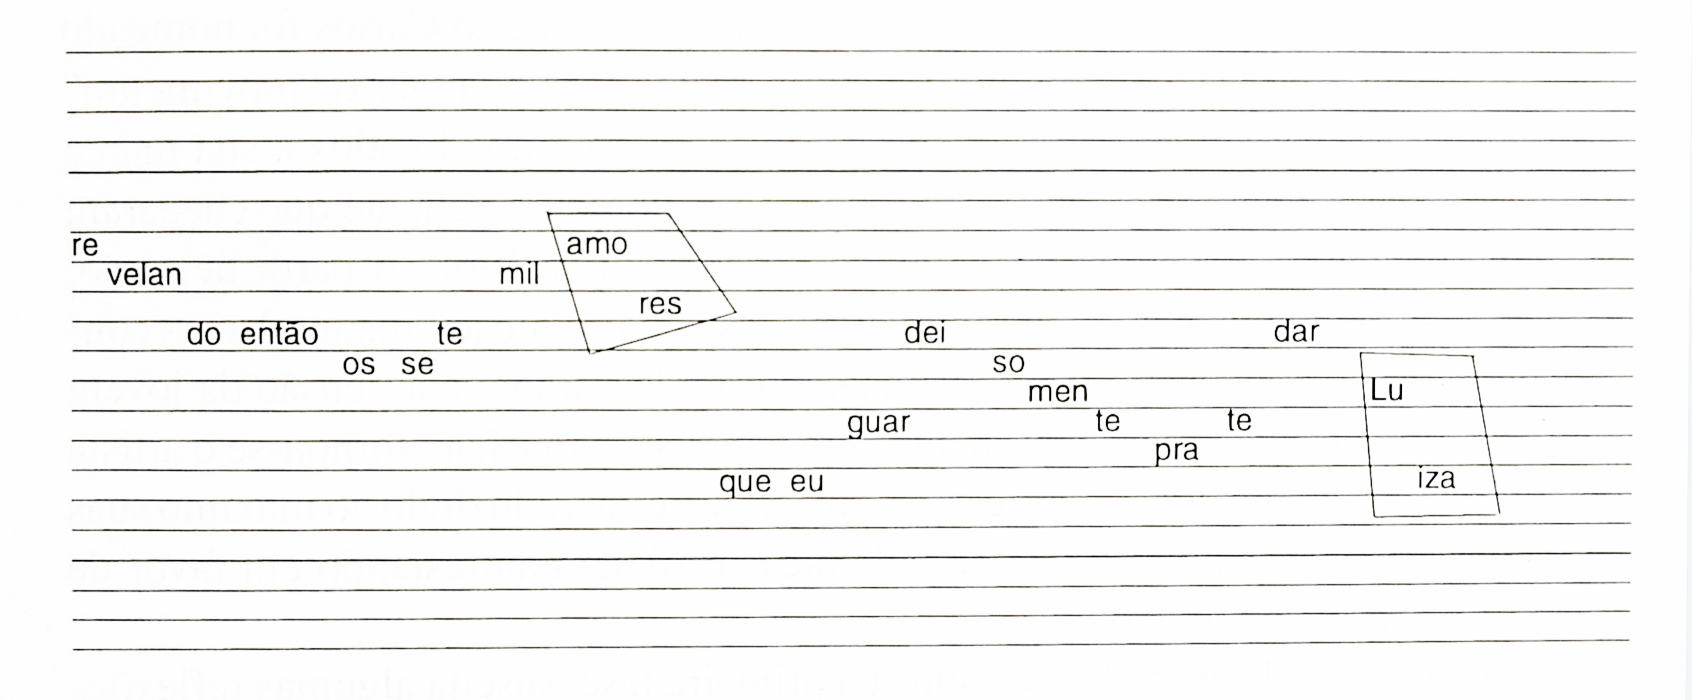 re amo
velan mil
res
do então te dei dar
os se so
men Lu
guar te te
pra
que eu iza